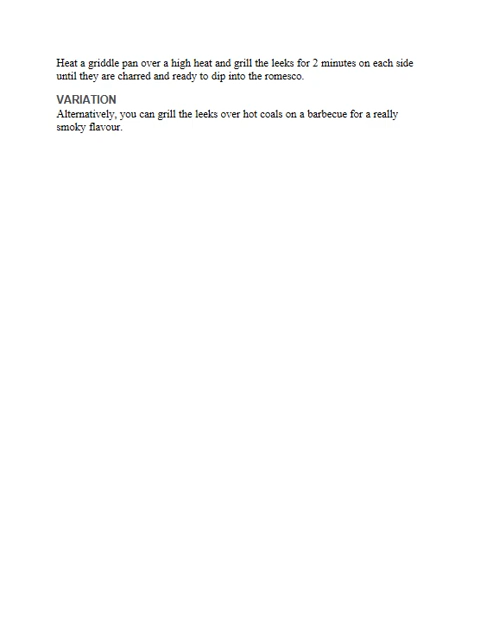 Heat a griddle pan over a high heat and grill the leeks for 2 minutes on each side
until they are charred and ready to dip into the romesco.
VARIATION
Alternatively, you can grill the leeks over hot coals on a barbecue for a really
smoky flavour.